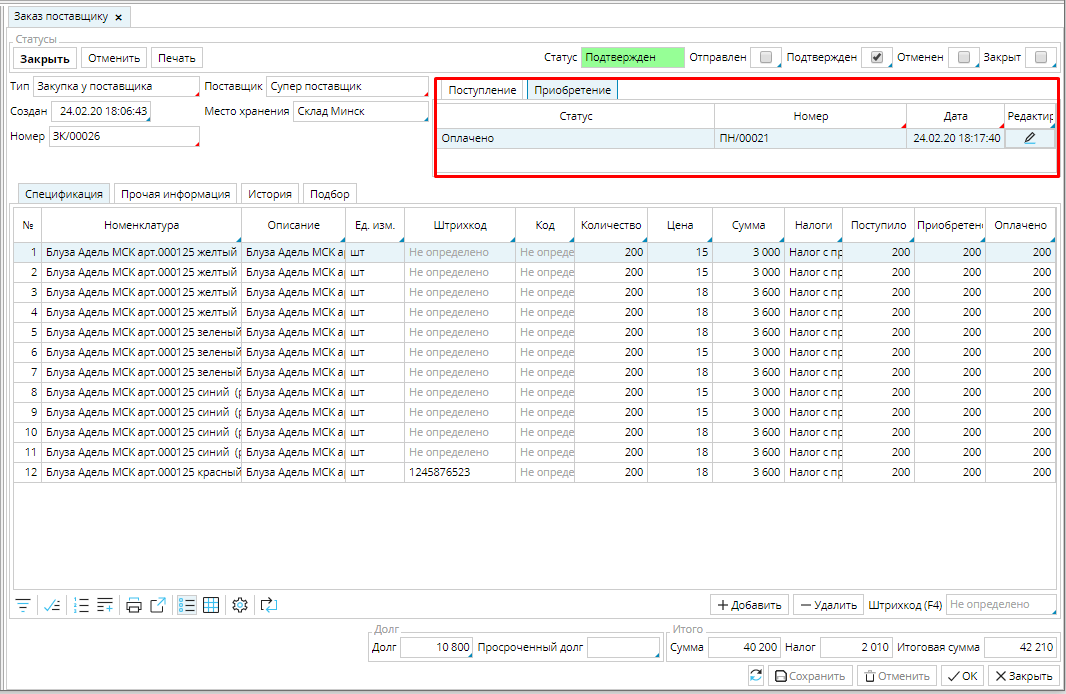 Заказ поставщику ×
Статусы
Закрыть Отменить Печать Статус Подтвержден Отправлен Подтвержден Отменен Закрыт
Тип Закупка у поставщика Поставщик Супер поставщик
Создан 24.02.20 18:06:43 Место хранения Склад Минск
Номер ЗК/00026
Поступление Приобретение
Статус Номер Дата Редактир
Оплачено ПН/00021 24.02.20 18:17:40
Спецификация Прочая информация История Подбор
№ Номенклатура Описание Ед. изм. Штрихкод Код Количество Цена Сумма Налоги Поступило Приобретен Оплачено
1 Блуза Адель МСК арт.000125 желтый Блуза Адель МСК а шт Не определено Не опреде 200 15 3 000 Налог с пр 200 200 200
2 Блуза Адель МСК арт.000125 желтый Блуза Адель МСК а шт Не определено Не опреде 200 15 3 000 Налог с пр 200 200 200
3 Блуза Адель МСК арт.000125 желтый Блуза Адель МСК а шт Не определено Не опреде 200 18 3 600 Налог с пр 200 200 200
4 Блуза Адель МСК арт.000125 желтый Блуза Адель МСК а шт Не определено Не опреде 200 18 3 600 Налог с пр 200 200 200
5 Блуза Адель МСК арт.000125 зеленый Блуза Адель МСК а шт Не определено Не опреде 200 18 3 600 Налог с пр 200 200 200
6 Блуза Адель МСК арт.000125 зеленый Блуза Адель МСК а шт Не определено Не опреде 200 15 3 000 Налог с пр 200 200 200
7 Блуза Адель МСК арт.000125 зеленый Блуза Адель МСК а шт Не определено Не опреде 200 18 3 600 Налог с пр 200 200 200
8 Блуза Адель МСК арт.000125 синий (р Блуза Адель МСК а шт Не определено Не опреде 200 15 3 000 Налог с пр 200 200 200
9 Блуза Адель МСК арт.000125 синий (р Блуза Адель МСК а шт Не определено Не опреде 200 15 3 000 Налог с пр 200 200 200
10 Блуза Адель МСК арт.000125 синий (р Блуза Адель МСК а шт Не определено Не опреде 200 18 3 600 Налог с пр 200 200 200
11 Блуза Адель МСК арт.000125 синий (р Блуза Адель МСК а шт Не определено Не опреде 200 18 3 600 Налог с пр 200 200 200
12 Блуза Адель МСК арт.000125 красный Блуза Адель МСК а шт 1245876523 Не опреде 200 18 3 600 Налог с пр 200 200 200
Добавить Удалить Штрихкод (F4) Не определено
Долг Итого
Долг 10 800 Просроченный долг Сумма 40 200 Налог 2 010 Итоговая сумма 42 210
Сохранить Отменить OK Закрыть